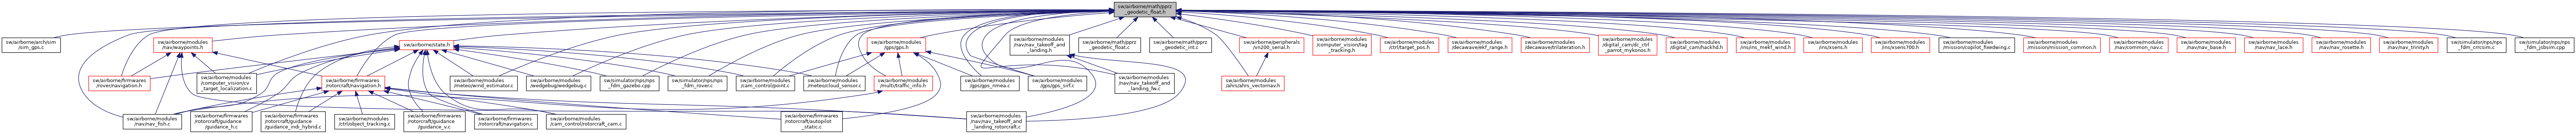 sw/airborne/math/pprz
_geodetic_float.h
sw/airborne/arch/sim
/sim_gps.c
sw/airborne/modules
/nav/waypoints.h
sw/airborne/state.h
sw/airborne/modules
/gps/gps.h
sw/airborne/modules
/nav/nav_takeoff_and
_landing.h
sw/airborne/math/pprz
_geodetic_float.c
sw/airborne/math/pprz
_geodetic_int.c
sw/airborne/peripherals
/vn200_serial.h
sw/airborne/modules
/computer_vision/tag
_tracking.h
sw/airborne/modules
/ctrl/target_pos.h
sw/airborne/modules
/decawave/ekf_range.h
sw/airborne/modules
/decawave/trilateration.h
sw/airborne/modules
/digital_cam/dc_ctrl
_parrot_mykonos.h
sw/airborne/modules
/digital_cam/hackhd.h
sw/airborne/modules
/ins/ins_mekf_wind.h
sw/airborne/modules
/ins/xsens.h
sw/airborne/modules
/ins/xsens700.h
sw/airborne/modules
/mission/copilot_fixedwing.c
sw/airborne/modules
/mission/mission_common.h
sw/airborne/modules
/nav/common_nav.c
sw/airborne/modules
/nav/nav_base.h
sw/airborne/modules
/nav/nav_lace.h
sw/airborne/modules
/nav/nav_rosette.h
sw/airborne/modules
/nav/nav_trinity.h
sw/simulator/nps/nps
_fdm_crrcsim.c
sw/simulator/nps/nps
_fdm_jsbsim.cpp
sw/airborne/firmwares
/rover/navigation.h
sw/airborne/modules
/computer_vision/cv
_target_localization.c
sw/airborne/firmwares
/rotorcraft/navigation.h
sw/airborne/modules
/meteo/wind_estimator.c
sw/airborne/modules
/wedgebug/wedgebug.c
sw/simulator/nps/nps
_fdm_gazebo.cpp
sw/simulator/nps/nps
_fdm_rover.c
sw/airborne/modules
/cam_control/point.c
sw/airborne/modules
/meteo/cloud_sensor.c
sw/airborne/modules
/multi/traffic_info.h
sw/airborne/modules
/gps/gps_nmea.c
sw/airborne/modules
/gps/gps_sirf.c
sw/airborne/modules
/nav/nav_takeoff_and
_landing_fw.c
sw/airborne/modules
/ahrs/ahrs_vectornav.h
sw/airborne/modules
/nav/nav_fish.c
sw/airborne/firmwares
/rotorcraft/guidance
/guidance_h.c
sw/airborne/firmwares
/rotorcraft/guidance
/guidance_indi_hybrid.c
sw/airborne/modules
/ctrl/object_tracking.c
sw/airborne/firmwares
/rotorcraft/guidance
/guidance_v.c
sw/airborne/firmwares
/rotorcraft/navigation.c
sw/airborne/modules
/cam_control/rotorcraft_cam.c
sw/airborne/firmwares
/rotorcraft/autopilot
_static.c
sw/airborne/modules
/nav/nav_takeoff_and
_landing_rotorcraft.c